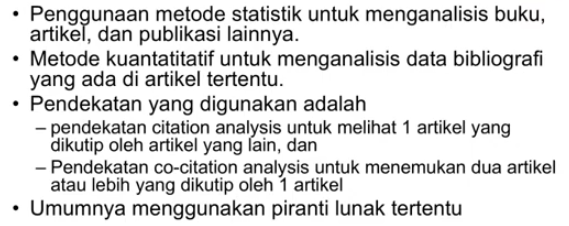 • Penggunaan metode statistik untuk menganalisis buku,
artikel, dan publikasi lainnya.
• Metode kuantatitatif untuk menganalisis data bibliografi
yang ada di artikel tertentu.
• Pendekatan yang digunakan adalah
– pendekatan citation analysis untuk melihat 1 artikel yang
dikutip oleh artikel yang lain, dan
– Pendekatan co-citation analysis untuk menemukan dua artikel
atau lebih yang dikutip oleh 1 artikel
• Umumnya menggunakan piranti lunak tertentu